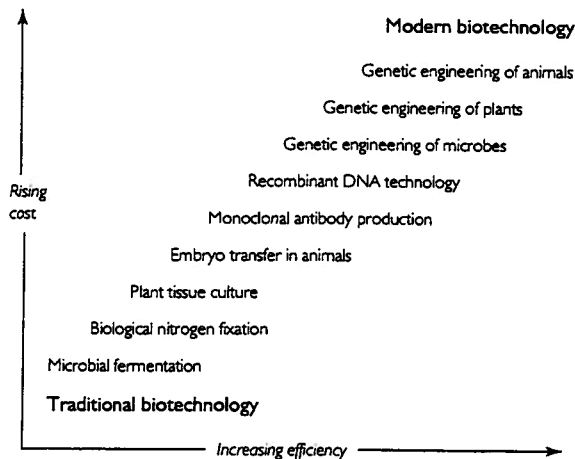 Modern biotechnology
Genetic engineering of animals
Genetic engineering of plants
Genetic engineering of microbes
Rising
cost
Recombinant DNA technology
Monoclonal antibody production
Embryo transfer in animals
Plant tissue culture
Biological nitrogen fixation
Microbial fermentation
Traditional biotechnology
Increasing efficiency